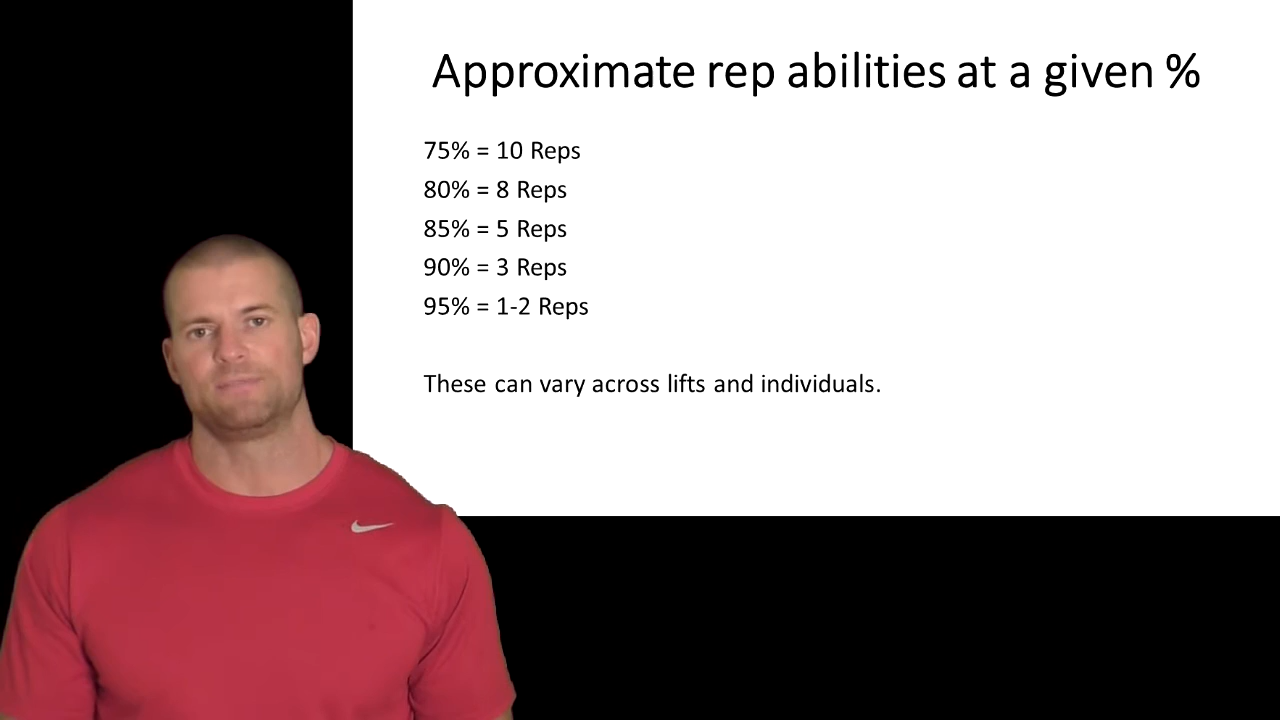 Approximate rep abilities at a given %
75% = 10 Reps
80% = 8 Reps
85% = 5 Reps
90% = 3 Reps
95% = 1-2 Reps
These can vary across lifts and individuals.